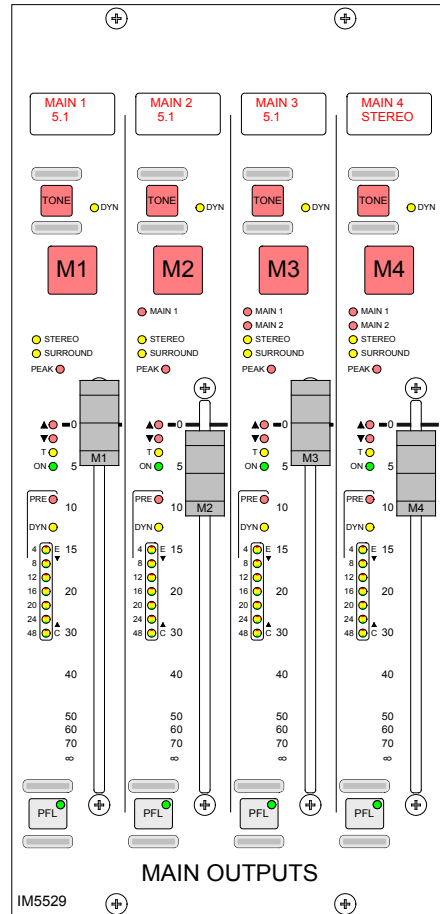 MAIN 1
5.1
TONE
DYN
M1
STEREO
SURROUND
PEAK
▲ 0
▼
T
ON 5
M1
PRE 10
DYN
4 E 15
8 ▼
12
16 20
20
24 ▲
48 C 30
40
50
60
70
∞
PFL
MAIN 2
5.1
TONE
DYN
M2
MAIN 1
STEREO
SURROUND
PEAK
▲ 0
▼
T
ON 5
M2
PRE 10
DYN
4 E 15
8 ▼
12
16 20
20
24 ▲
48 C 30
40
50
60
70
∞
PFL
MAIN 3
5.1
TONE
DYN
M3
MAIN 1
MAIN 2
STEREO
SURROUND
PEAK
▲ 0
▼
T
ON 5
M3
PRE 10
DYN
4 E 15
8 ▼
12
16 20
20
24 ▲
48 C 30
40
50
60
70
∞
PFL
MAIN 4
STEREO
TONE
DYN
M4
MAIN 1
MAIN 2
STEREO
SURROUND
PEAK
▲ 0
▼
T
ON 5
M4
PRE 10
DYN
4 E 15
8 ▼
12
16 20
20
24 ▲
48 C 30
40
50
60
70
∞
PFL
MAIN OUTPUTS
IM5529